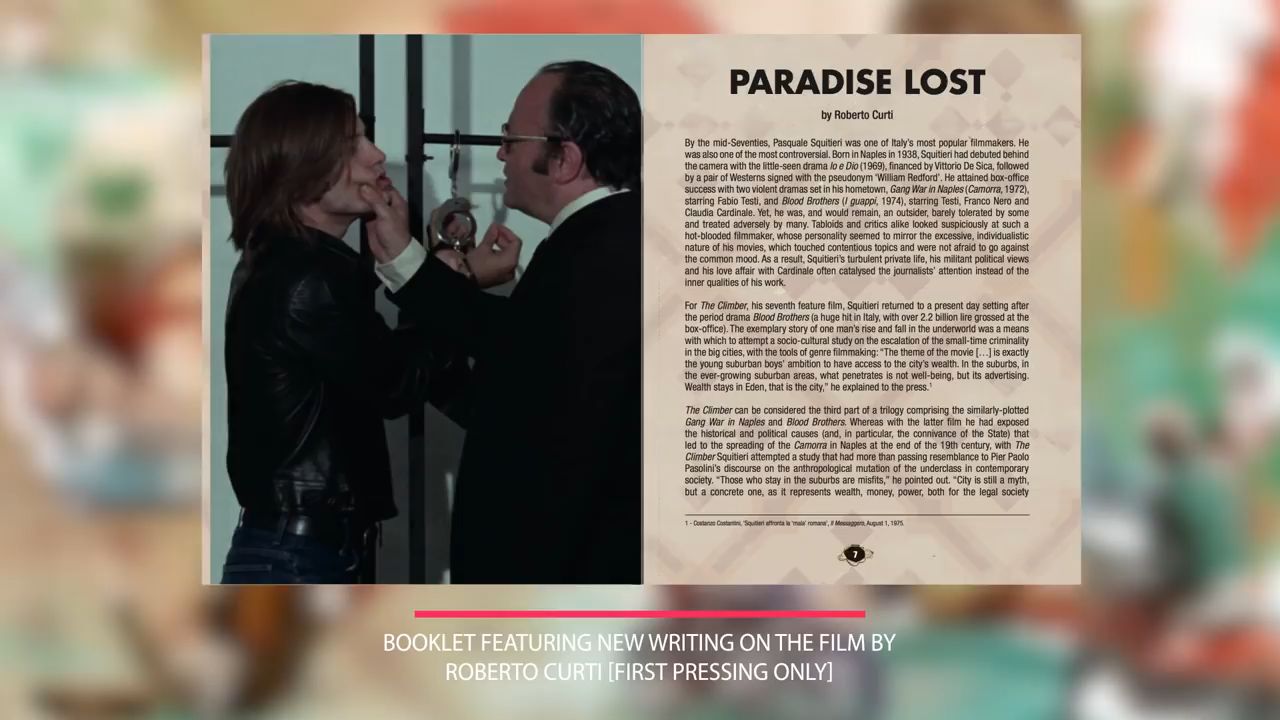 PARADISE LOST
by Roberto Curti
By the mid-Seventies, Pasquale Squitieri was one of Italy's most popular filmmakers. He
was also one of the most controversial. Born in Naples in 1938, Squitieri had debuted behind
the camera with the little-seen drama Io e Dio (1969), financed by Vittorio De Sica, followed
by a pair of Westerns signed with the pseudonym 'William Redford'. He attained box-office
success with two violent dramas set in his hometown, Gang War in Naples (Camorra, 1972),
starring Fabio Testi, and Blood Brothers (I guappi, 1974), starring Testi, Franco Nero and
Claudia Cardinale. Yet, he was, and would remain, an outsider, barely tolerated by some
and treated adversely by many. Tabloids and critics alike looked suspiciously at such a
hot-blooded filmmaker, whose personality seemed to mirror the excessive, individualistic
nature of his movies, which touched contentious topics and were not afraid to go against
the common mood. As a result, Squitieri's turbulent private life, his militant political views
and his love affair with Cardinale often catalysed the journalists' attention instead of the
inner qualities of his work.
For The Climber, his seventh feature film, Squitieri returned to a present day setting after
the period drama Blood Brothers (a huge hit in Italy, with over 2.2 billion lire grossed at the
box-office). The exemplary story of one man's rise and fall in the underworld was a means
with which to attempt a socio-cultural study on the escalation of the small-time criminality
in the big cities, with the tools of genre filmmaking: "The theme of the movie […] is exactly
the young suburban boys' ambition to have access to the city's wealth. In the suburbs, in
the ever-growing suburban areas, what penetrates is not well-being, but its advertising.
Wealth stays in Eden, that is the city," he explained to the press.1
The Climber can be considered the third part of a trilogy comprising the similarly-plotted
Gang War in Naples and Blood Brothers. Whereas with the latter film he had exposed
the historical and political causes (and, in particular, the connivance of the State) that
led to the spreading of the Camorra in Naples at the end of the 19th century, with The
Climber Squitieri attempted a study that had more than passing resemblance to Pier Paolo
Pasolini's discourse on the anthropological mutation of the underclass in contemporary
society. "Those who stay in the suburbs are misfits," he pointed out. "City is still a myth,
but a concrete one, as it represents wealth, money, power, both for the legal society
1 - Costanzo Costantini, 'Squitieri affronta la 'mala' romana', Il Messaggero, August 1, 1975.
7
BOOKLET FEATURING NEW WRITING ON THE FILM BY
ROBERTO CURTI [FIRST PRESSING ONLY]